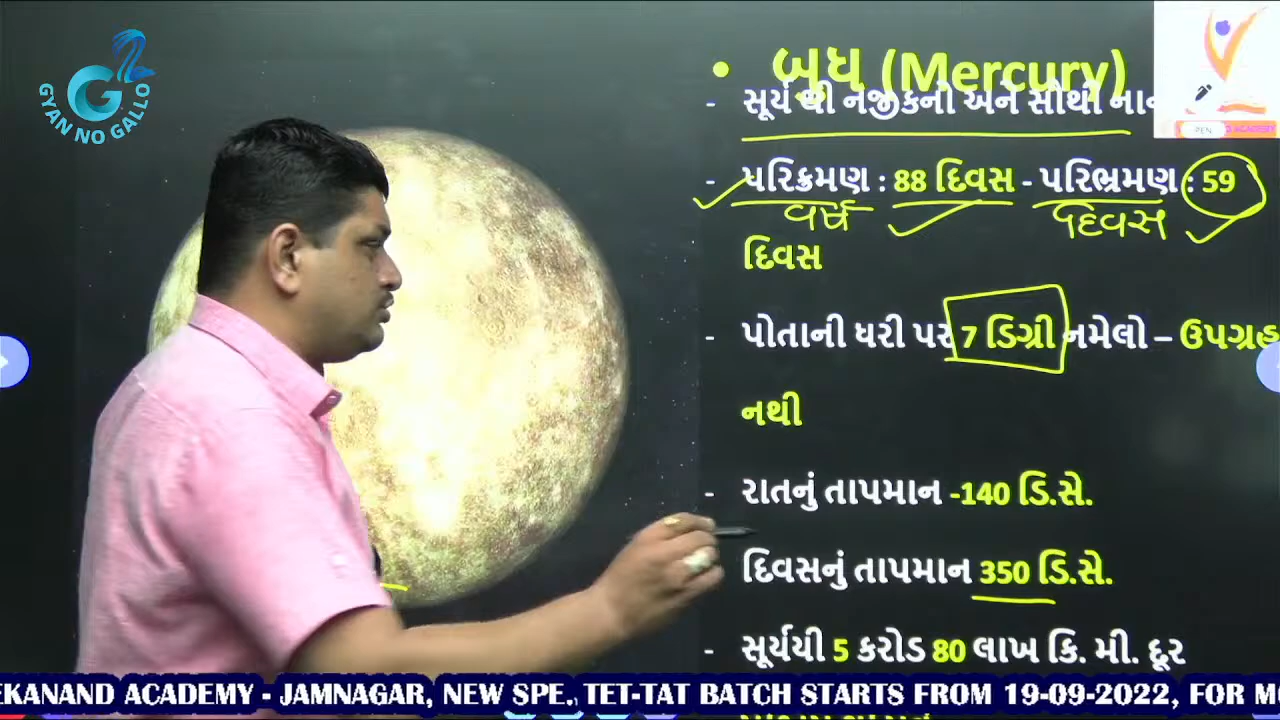 GYAN NO GALLO
• બુધ (Mercury)
- સૂર્ય થી નજીકનો અને સૌથી
PEN
- પરિક્રમણ : 88 દિવસ - પરિભ્રમણ : 59
વર્ષ દિવસ
દિવસ
- પોતાની ધરી પર 7 ડિગ્રી નમેલો – ઉપગ્રહ
નથી
- રાતનું તાપમાન -140 ડિ.સે.
દિવસનું તાપમાન 350 ડિ.સે.
- સૂર્યયી 5 કરોડ 80 લાખ કિ. મી. દૂર
EKANAND ACADEMY - JAMNAGAR, NEW SPE., TET-TAT BATCH STARTS FROM 19-09-2022, FOR